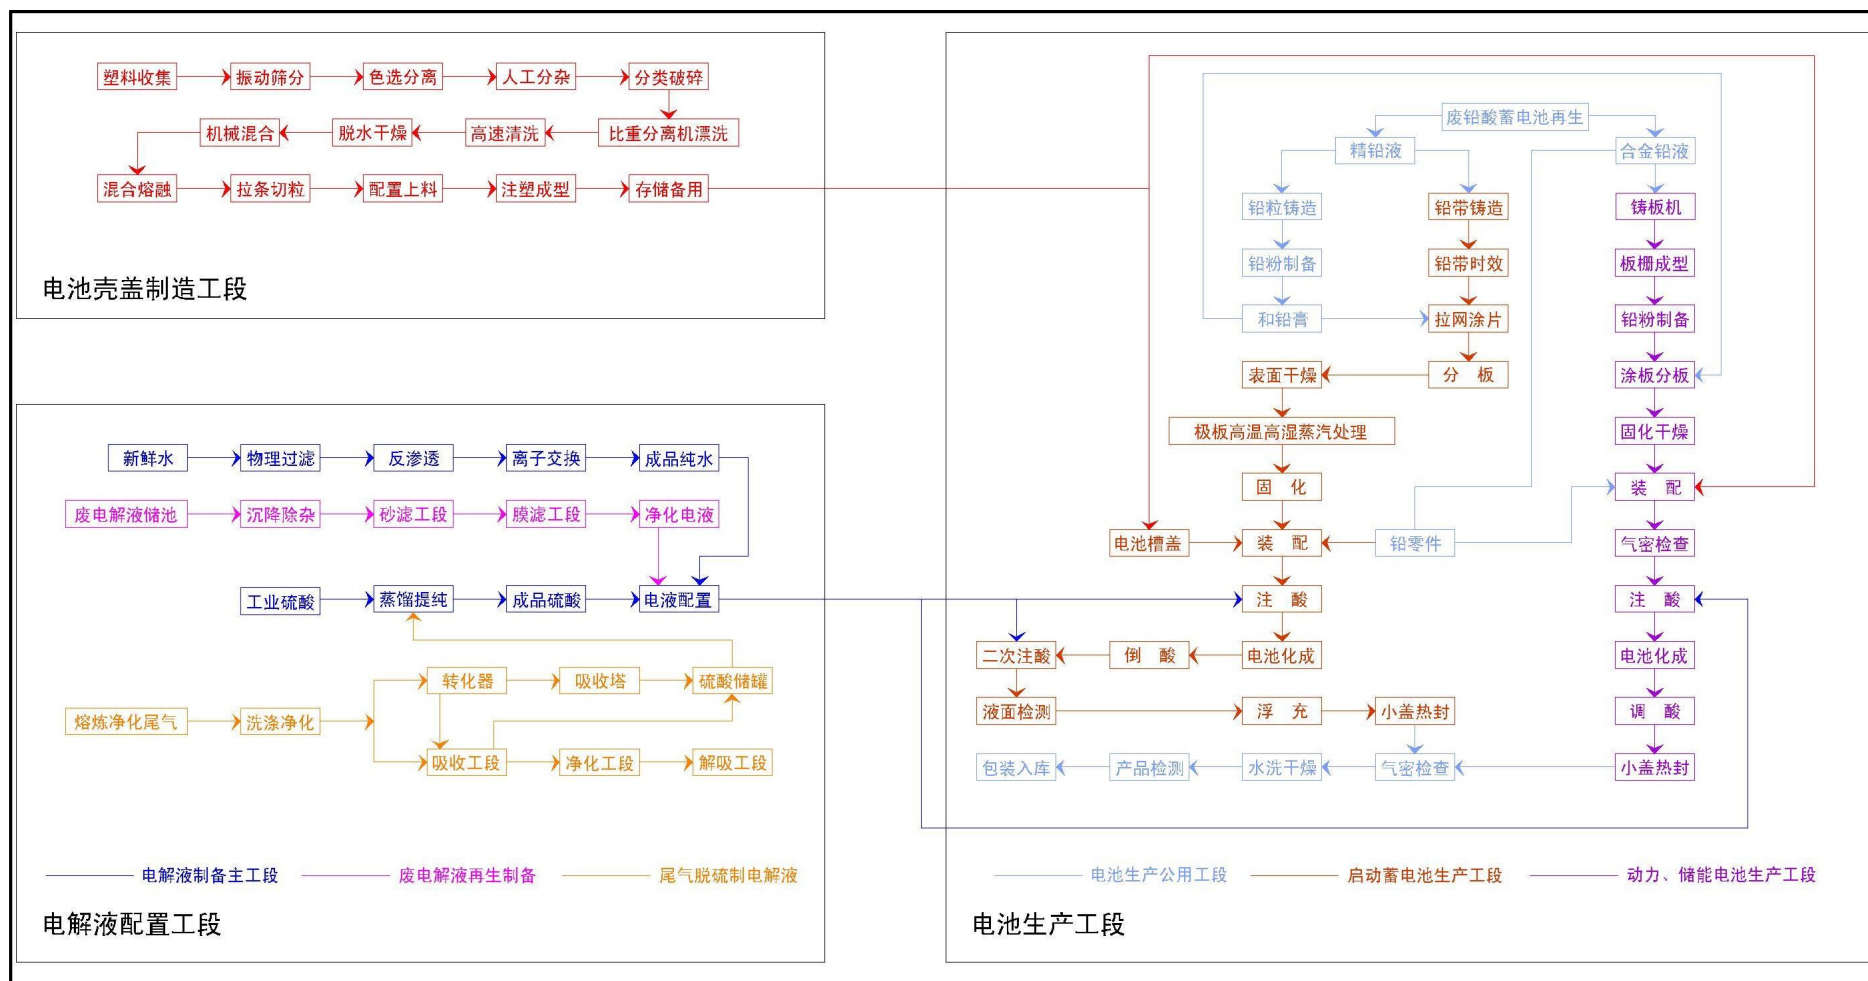 塑料收集 振动筛分 色选分离 人工分杂 分类破碎
机械混合 脱水干燥 高速清洗 比重分离机漂洗
混合熔融 拉条切粒 配置上料 注塑成型 存储备用
电池壳盖制造工段
新鲜水 物理过滤 反渗透 离子交换 成品纯水
废电解液储池 沉降除杂 砂滤工段 膜滤工段 净化电液
工业硫酸 蒸馏提纯 成品硫酸 电液配置
转化器 吸收塔 硫酸储罐
熔炼净化尾气 洗涤净化
吸收工段 净化工段 解吸工段
电解液制备主工段 废电解液再生制备 尾气脱硫制电解液
电解液配置工段
废铅酸蓄电池再生
精铅液 合金铅液
铅粒铸造 铅带铸造 铸板机
铅粉制备 铅带时效 板栅成型
和铅膏 拉网涂片 铅粉制备
表面干燥 分 板 涂板分板
极板高温高湿蒸汽处理 固化干燥
固 化 装 配
电池槽盖 装 配 铅零件 气密检查
注 酸 注 酸
二次注酸 倒 酸 电池化成 电池化成
液面检测 浮 充 小盖热封 调 酸
包装入库 产品检测 水洗干燥 气密检查 小盖热封
电池生产公用工段 启动蓄电池生产工段 动力、储能电池生产工段
电池生产工段